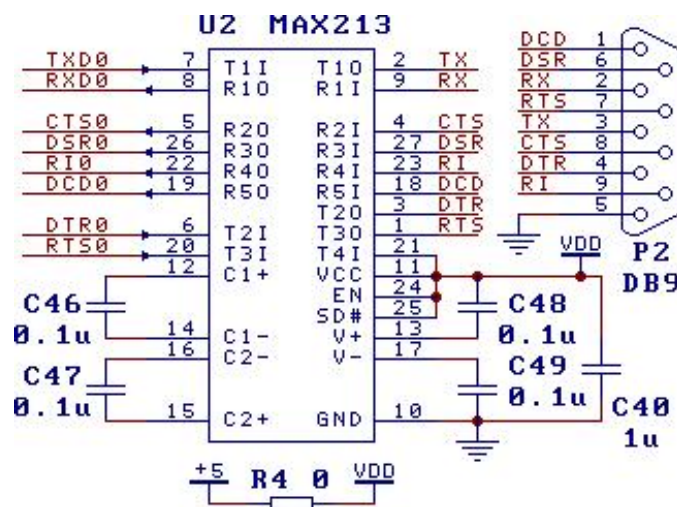 U2 MAX213
DCD 1
DSR 6
TXD0 7 T1I T1O 2 TX RX 2
RXD0 8 R1O R1I 9 RX RTS 7
TX 3
CTS0 5 R2O R2I 4 CTS CTS 8
DSR0 26 R3O R3I 27 DSR DTR 4
RI0 22 R4O R4I 23 RI RI 9
DCD0 19 R5O R5I 18 DCD 5
T2O 3 DTR
DTR0 6 T2I T3O 1 RTS
RTS0 20 T3I T4I 21 VDD P2
12 C1+ VCC 11 DB9
EN 24
C46 SD# 25 C48
0.1u 14 C1- V+ 13 0.1u
16 C2- V- 17
C47 C49
0.1u 0.1u
15 C2+ GND 10 C40
1u
+5 R4 0 VDD